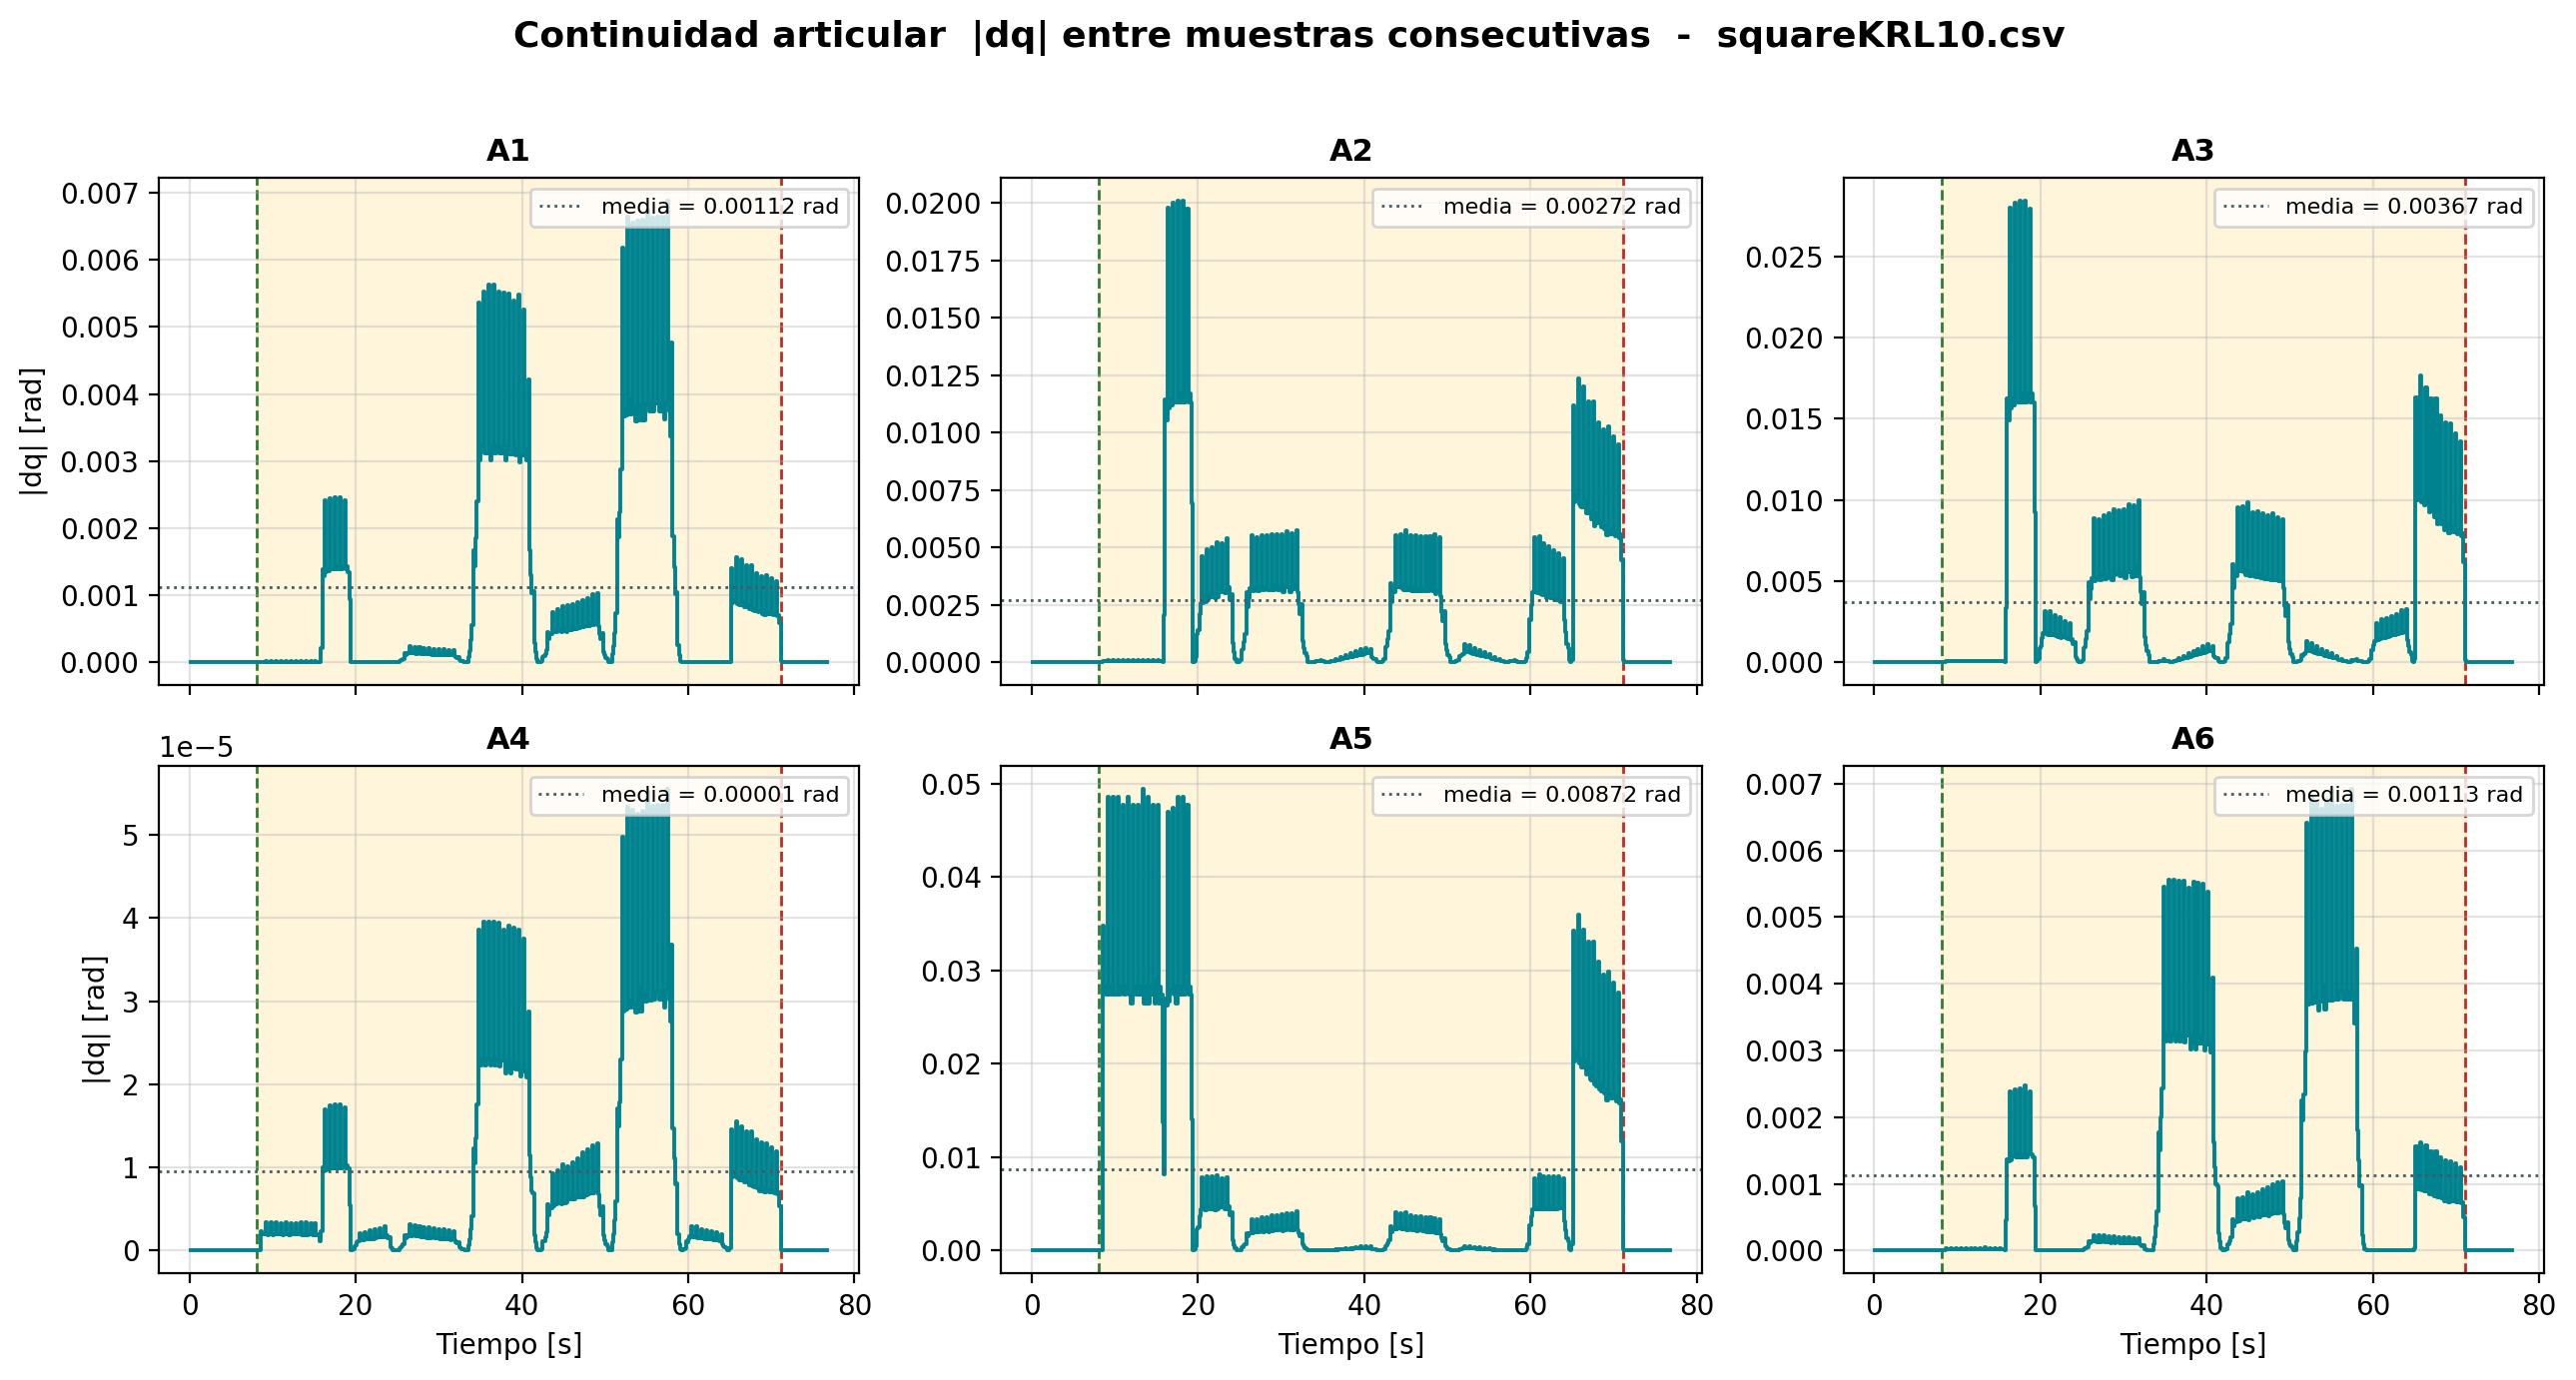 Continuidad articular |dq| entre muestras consecutivas - squareKRL10.csv
A1
A2
A3
0.007
0.006
0.005
0.004
0.003
0.002
0.001
0.000
|dq| [rad]
media = 0.00112 rad
0.0200
0.0175
0.0150
0.0125
0.0100
0.0075
0.0050
0.0025
0.0000
media = 0.00272 rad
0.025
0.020
0.015
0.010
0.005
0.000
media = 0.00367 rad
A4
A5
A6
1e−5
5
4
3
2
1
0
|dq| [rad]
media = 0.00001 rad
0 20 40 60 80
Tiempo [s]
0.05
0.04
0.03
0.02
0.01
0.00
media = 0.00872 rad
0 20 40 60 80
Tiempo [s]
0.007
0.006
0.005
0.004
0.003
0.002
0.001
0.000
media = 0.00113 rad
0 20 40 60 80
Tiempo [s]